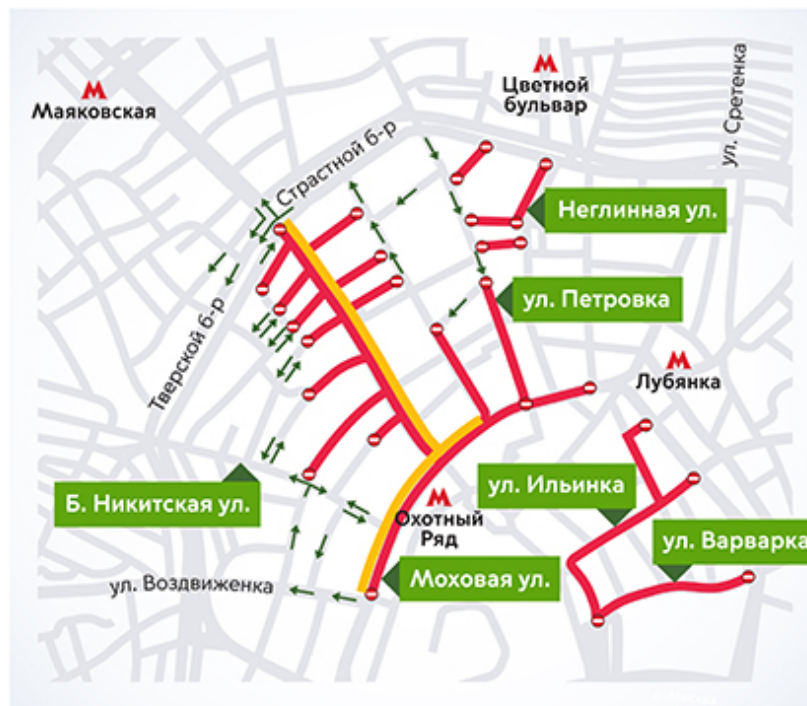 Маяковская
Цветной
бульвар
ул. Сретенка
Страстной б-р
Неглинная ул.
ул. Петровка
Тверской б-р
Лубянка
ул. Ильинка
Б. Никитская ул.
Охотный
Ряд
ул. Варварка
ул. Воздвиженка
Моховая ул.